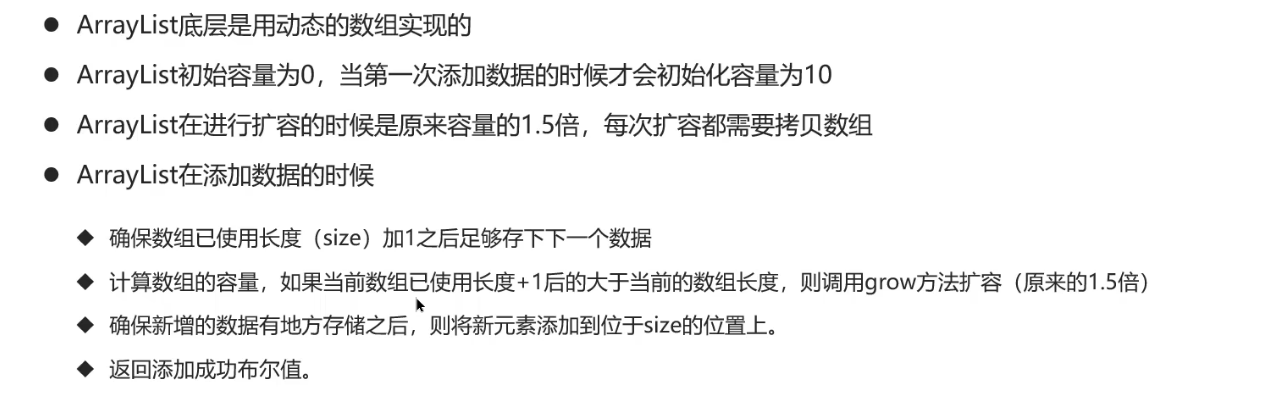 ● ArrayList底层是用动态的数组实现的
● ArrayList初始容量为0，当第一次添加数据的时候才会初始化容量为10
● ArrayList在进行扩容的时候是原来容量的1.5倍，每次扩容都需要拷贝数组
● ArrayList在添加数据的时候
◆ 确保数组已使用长度（size）加1之后足够存下下一个数据
◆ 计算数组的容量，如果当前数组已使用长度+1后的大于当前的数组长度，则调用grow方法扩容（原来的1.5倍）
◆ 确保新增的数据有地方存储之后，则将新元素添加到位于size的位置上。
◆ 返回添加成功布尔值。